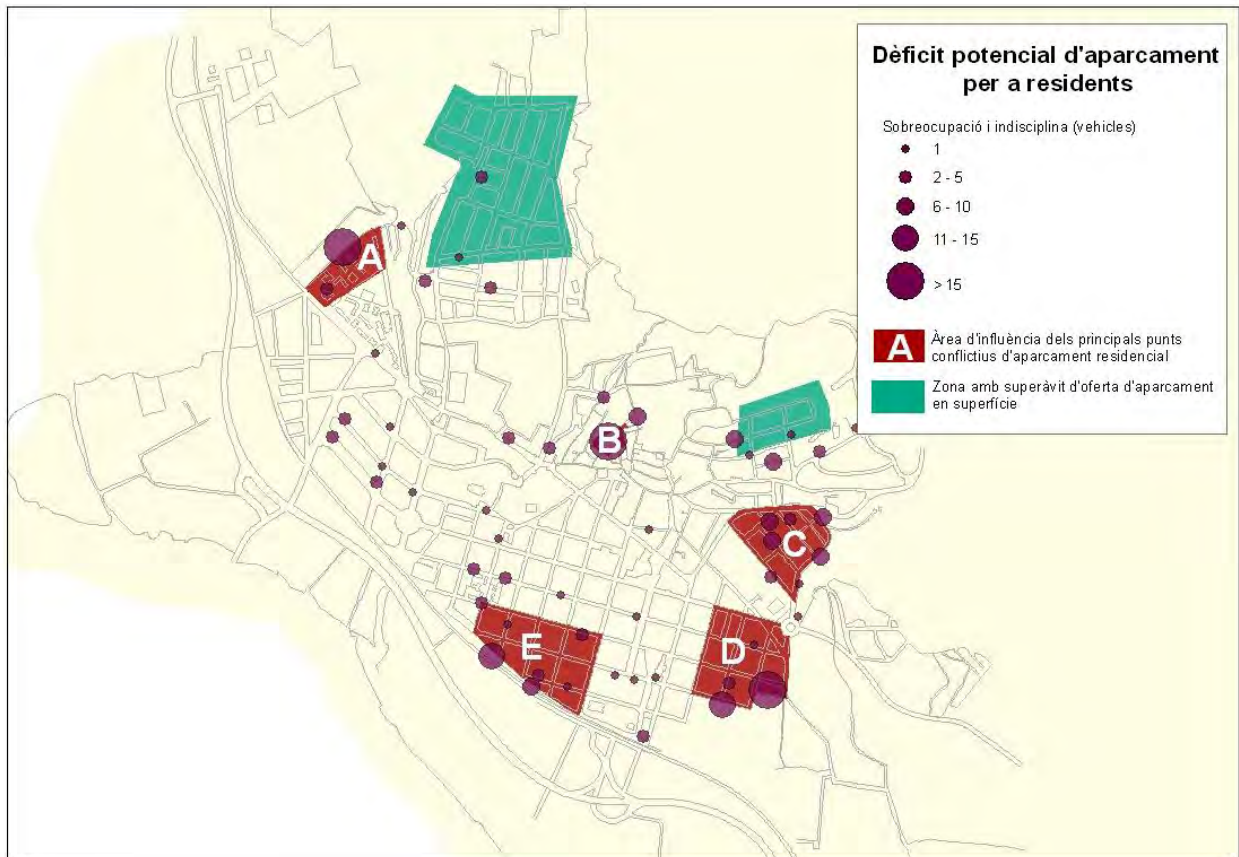 Dèficit potencial d'aparcament
per a residents
Sobreocupació i indisciplina (vehicles)
1
2 - 5
6 - 10
11 - 15
> 15
A
Àrea d'influència dels principals punts
conflictius d'aparcament residencial
Zona amb superàvit d'oferta d'aparcament
en superfície
A
B
C
D
E